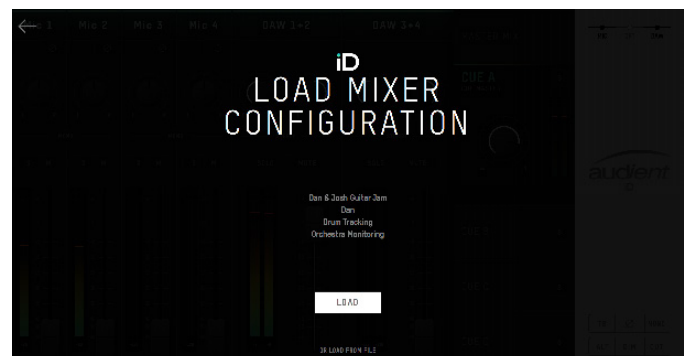 Mic 2 Mic 3 Mic 4 DAW 1+2 DAW 3+4
iD
LOAD MIXER
CONFIGURATION
CUE A
audient
iD
Dan & Josh Guitar Jam
Dan
Drum Tracking
Orchestra Monitoring
LOAD
OR LOAD FROM FILE